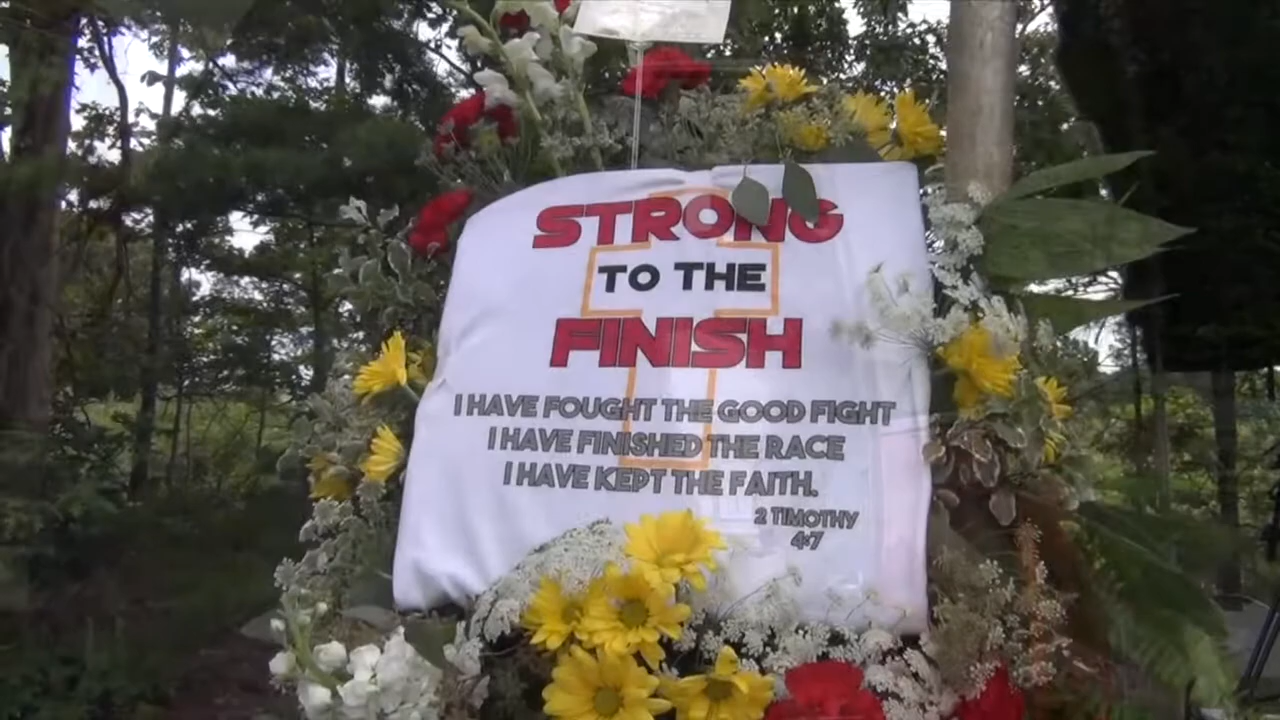 STRONG
TO THE
FINISH
I HAVE FOUGHT THE GOOD FIGHT
I HAVE FINISHED THE RACE
I HAVE KEPT THE FAITH.
2 TIMOTHY
4:7